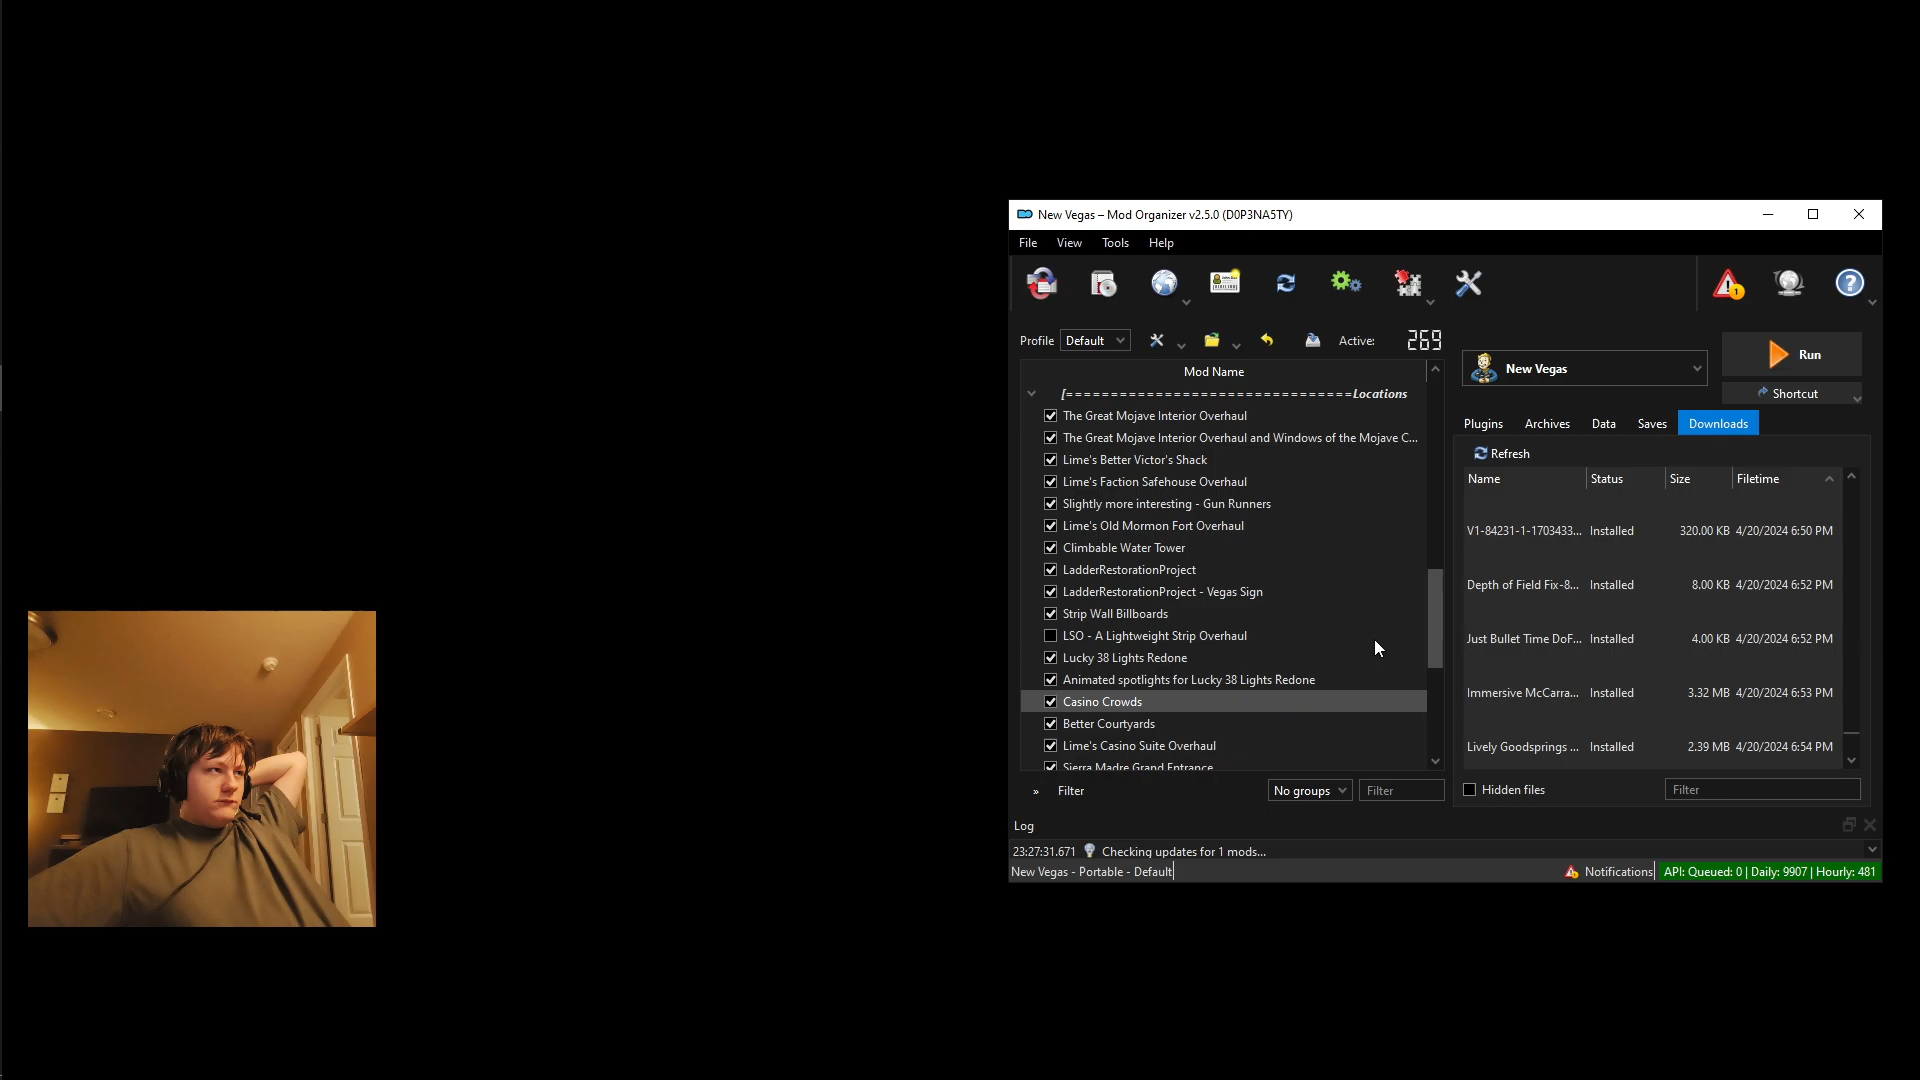 New Vegas – Mod Organizer v2.5.0 (D0P3NA5TY)
File View Tools Help
1
Profile Default Active: 269
Mod Name
[================================Locations
The Great Mojave Interior Overhaul
The Great Mojave Interior Overhaul and Windows of the Mojave C...
Lime's Better Victor's Shack
Lime's Faction Safehouse Overhaul
Slightly more interesting - Gun Runners
Lime's Old Mormon Fort Overhaul
Climbable Water Tower
LadderRestorationProject
LadderRestorationProject - Vegas Sign
Strip Wall Billboards
LSO - A Lightweight Strip Overhaul
Lucky 38 Lights Redone
Animated spotlights for Lucky 38 Lights Redone
Casino Crowds
Better Courtyards
Lime's Casino Suite Overhaul
Sierra Madre Grand Entrance
» Filter No groups Filter
New Vegas
Run
Shortcut
Plugins Archives Data Saves Downloads
Refresh
Name Status Size Filetime
V1-84231-1-1703433... Installed 320.00 KB 4/20/2024 6:50 PM
Depth of Field Fix-8... Installed 8.00 KB 4/20/2024 6:52 PM
Just Bullet Time DoF... Installed 4.00 KB 4/20/2024 6:52 PM
Immersive McCarra... Installed 3.32 MB 4/20/2024 6:53 PM
Lively Goodsprings ... Installed 2.39 MB 4/20/2024 6:54 PM
Hidden files Filter
Log
23:27:31.671 Checking updates for 1 mods...
New Vegas - Portable - Default Notifications API: Queued: 0 | Daily: 9907 | Hourly: 481